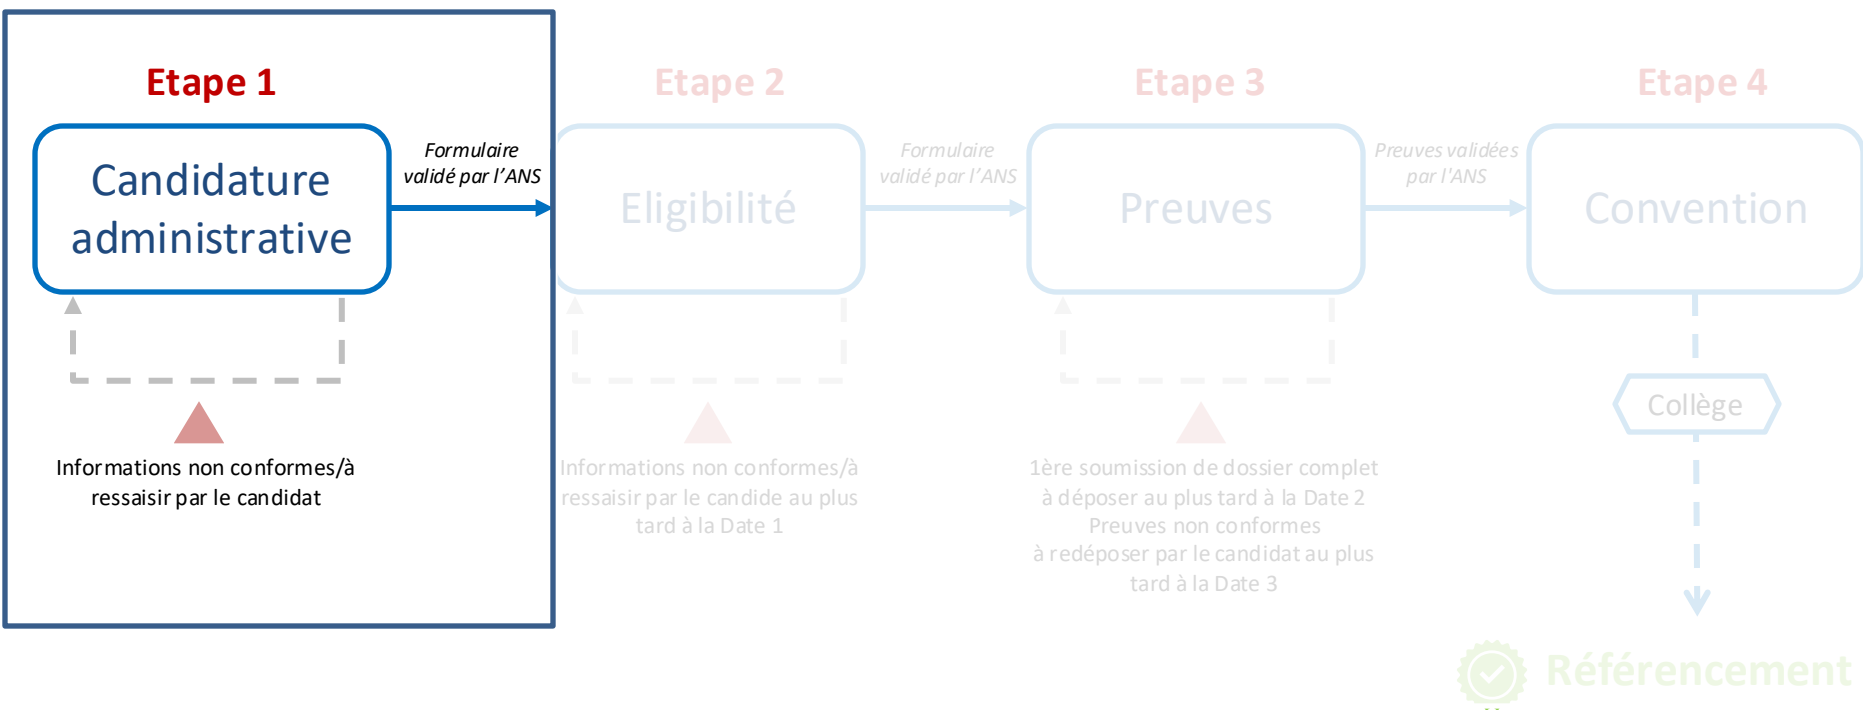 Etape 1
Candidature
administrative
Formulaire
validé par l’ANS
Informations non conformes/à
ressaisir par le candidat
Etape 2
Eligibilité
Formulaire
validé par l’ANS
Informations non conformes/à
ressaisir par le candide au plus
tard à la Date 1
Etape 3
Preuves
Preuves validées
par l'ANS
1ère soumission de dossier complet
à déposer au plus tard à la Date 2
Preuves non conformes
à redéposer par le candidat au plus
tard à la Date 3
Etape 4
Convention
Collège
Référencement